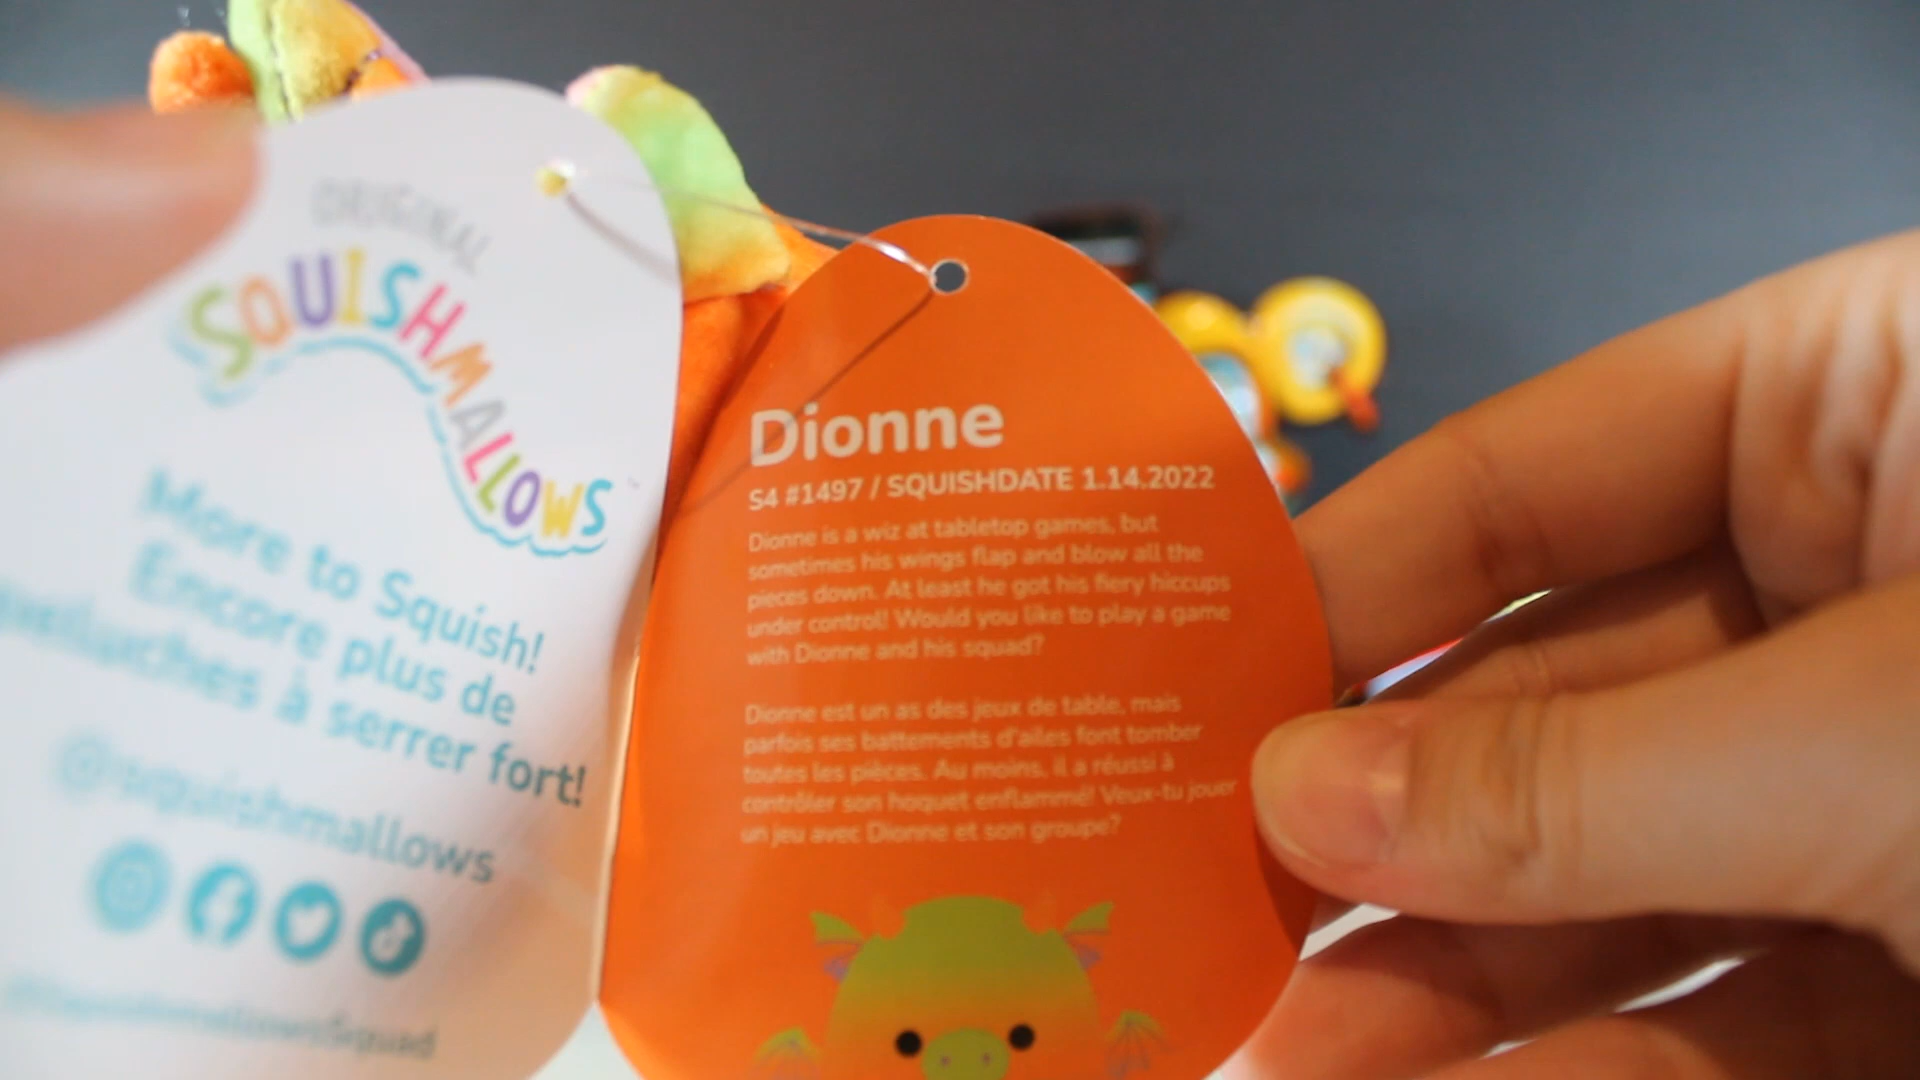 ORIGINAL
SQUISHMALLOWS
More to Squish!
Encore plus de
à serrer fort!
@squishmallows
Dionne
S4 #1497 / SQUISHDATE 1.14.2022
Dionne is a wiz at tabletop games, but
sometimes his wings flap and blow all the
pieces down. At least he got his fiery hiccups
under control! Would you like to play a game
with Dionne and his squad?
Dionne est un as des jeux de table, mais
parfois ses battements d'ailes font tomber
toutes les pièces. Au moins, il a réussi à
contrôler son hoquet enflammé! Veux-tu jouer
un jeu avec Dionne et son groupe?